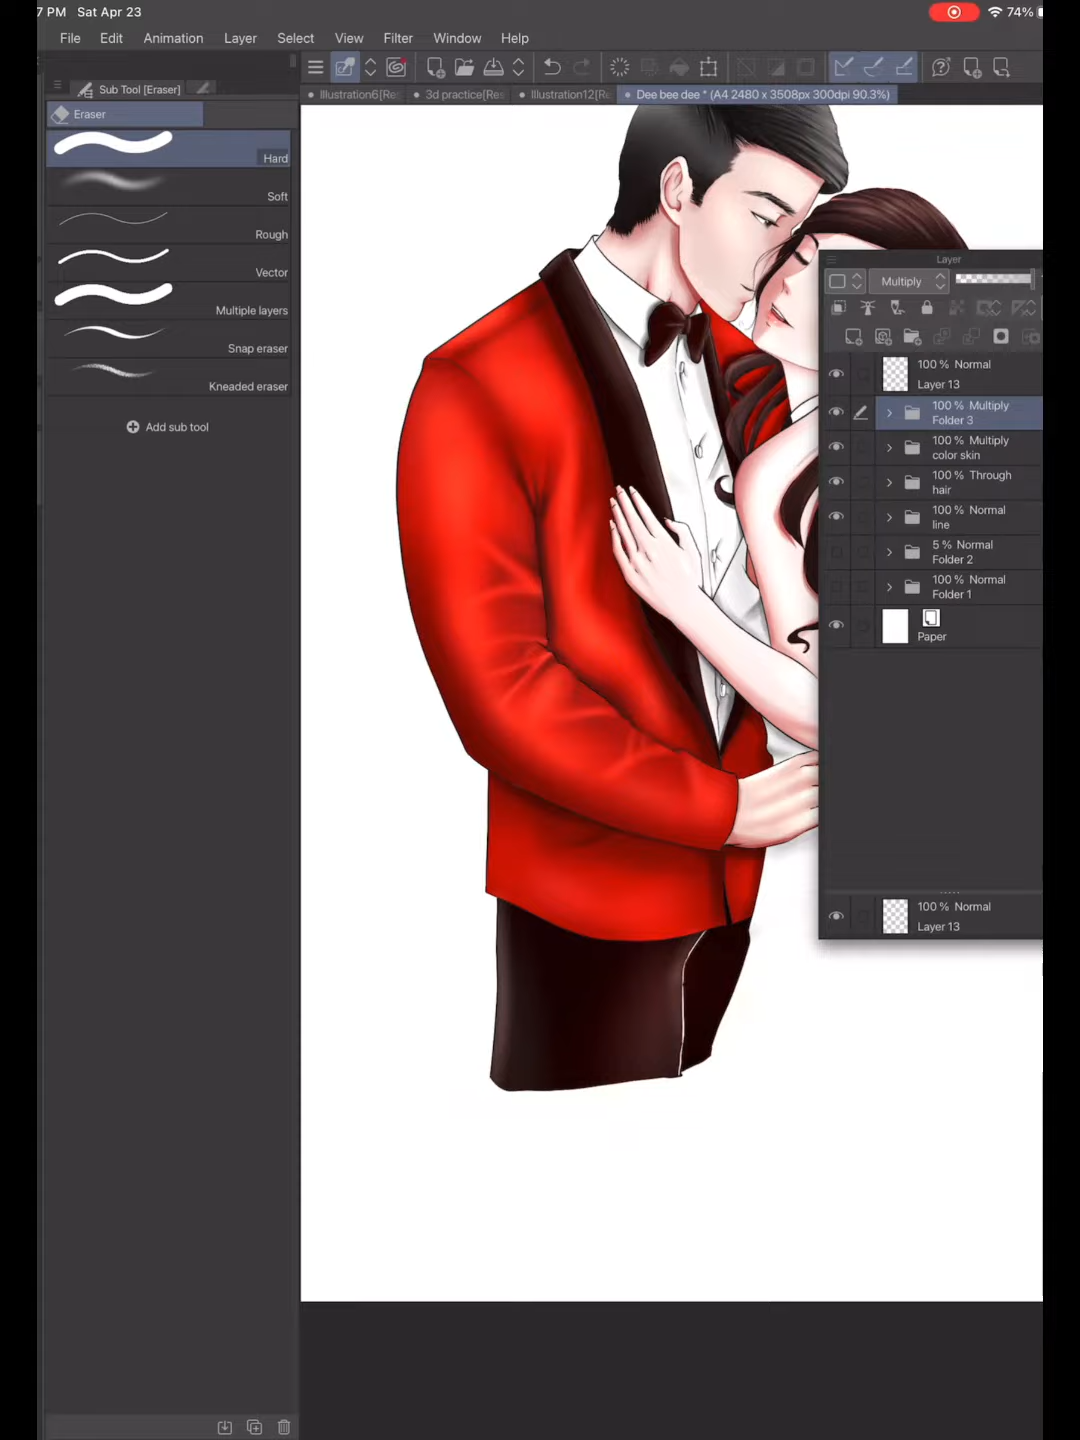 7 PM Sat Apr 23
74%
File Edit Animation Layer Select View Filter Window Help
Sub Tool [Eraser]
Illustration6[Re
3d practice[Res
Illustration12[R
Dee bee dee * (A4 2480 x 3508px 300dpi 90.3%)
Eraser
Hard
Soft
Rough
Vector
Multiple layers
Snap eraser
Kneaded eraser
Add sub tool
Layer
Multiply
100 % Normal
Layer 13
100 % Multiply
Folder 3
100 % Multiply
color skin
100 % Through
hair
100 % Normal
line
5 % Normal
Folder 2
100 % Normal
Folder 1
Paper
100 % Normal
Layer 13